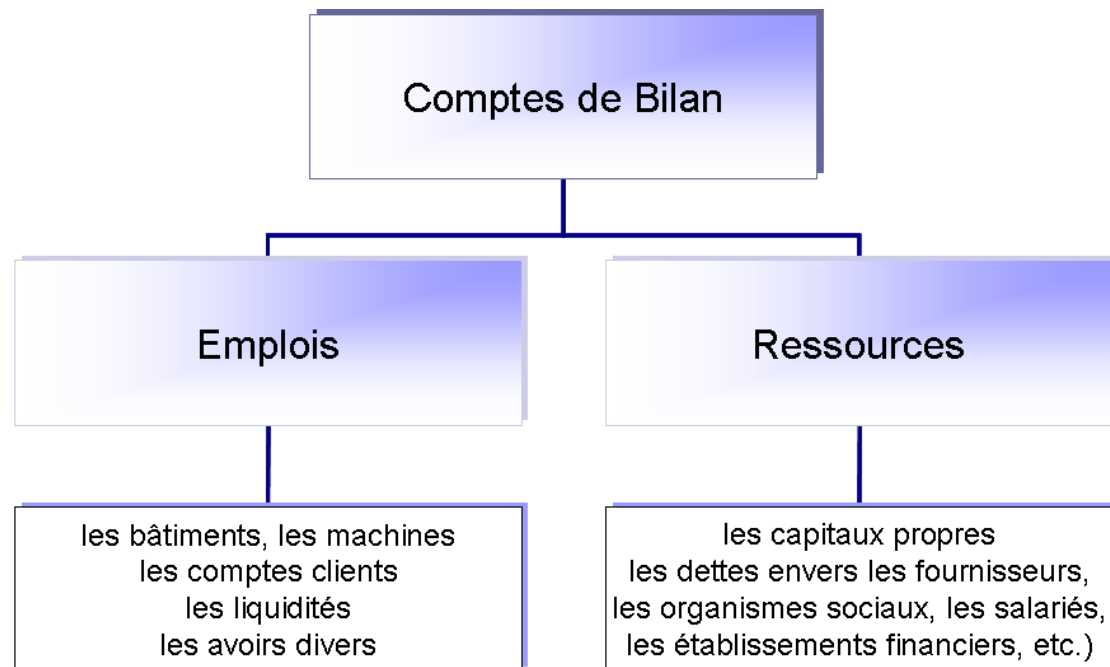 Comptes de Bilan
Emplois
Ressources
les bâtiments, les machines
les comptes clients
les liquidités
les avoirs divers
les capitaux propres
les dettes envers les fournisseurs,
les organismes sociaux, les salariés,
les établissements financiers, etc.)